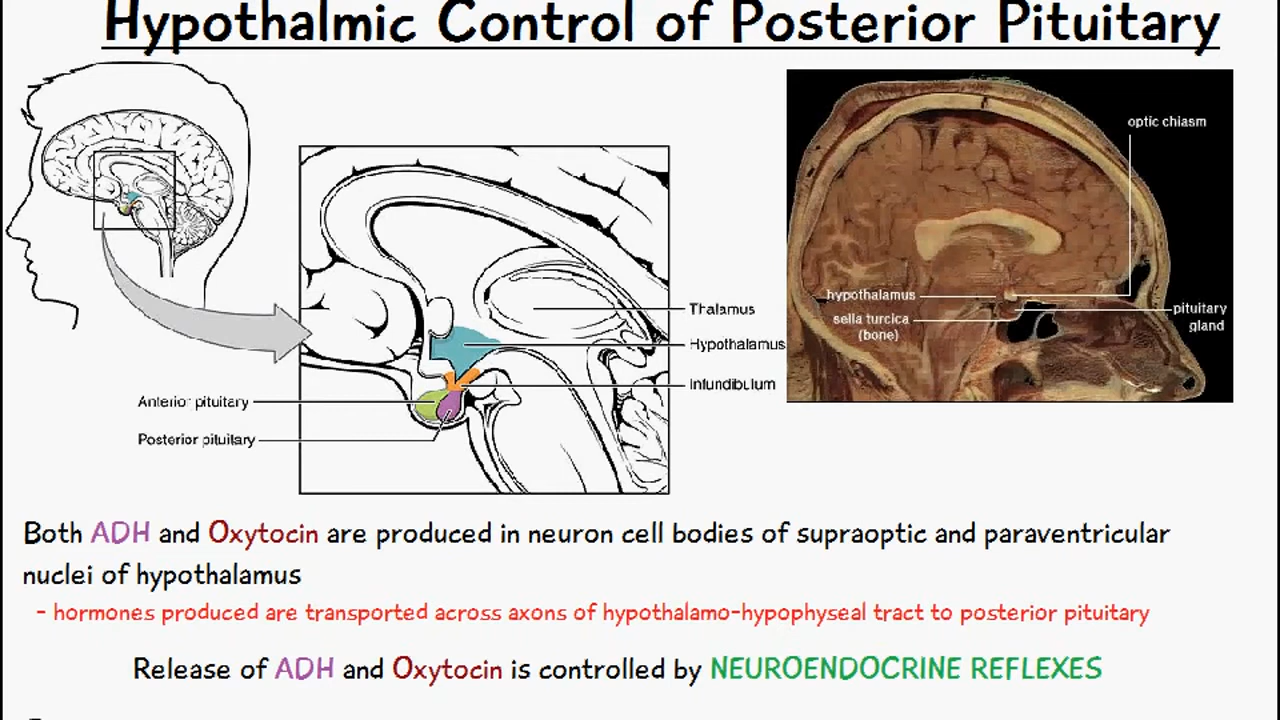 Hypothalmic Control of Posterior Pituitary
optic chiasm
hypothalamus
sella turcica
(bone)
pituitary
gland
Thalamus
Hypothalamus
Infundibulum
Anterior pituitary
Posterior pituitary
Both ADH and Oxytocin are produced in neuron cell bodies of supraoptic and paraventricular
nuclei of hypothalamus
- hormones produced are transported across axons of hypothalamo-hypophyseal tract to posterior pituitary
Release of ADH and Oxytocin is controlled by NEUROENDOCRINE REFLEXES